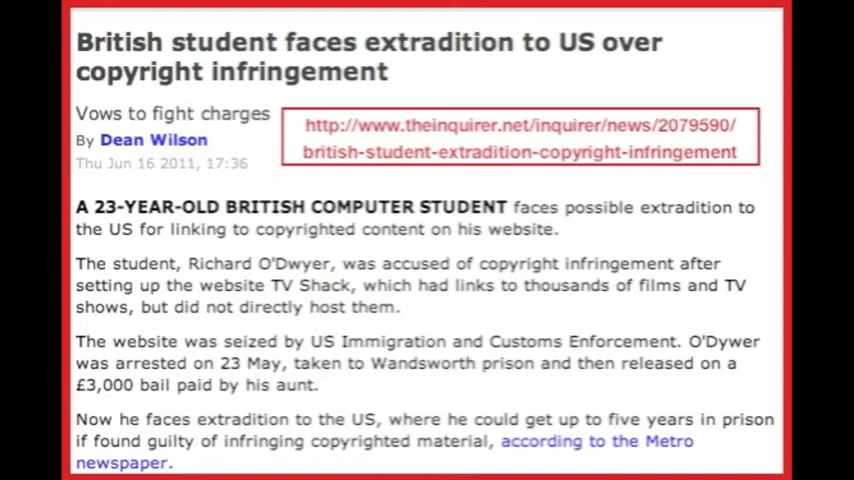 British student faces extradition to US over
copyright infringement
Vows to fight charges
By Dean Wilson
Thu Jun 16 2011, 17:36
http://www.theinquirer.net/inquirer/news/2079590/
british-student-extradition-copyright-infringement
A 23-YEAR-OLD BRITISH COMPUTER STUDENT faces possible extradition to
the US for linking to copyrighted content on his website.
The student, Richard O'Dwyer, was accused of copyright infringement after
setting up the website TV Shack, which had links to thousands of films and TV
shows, but did not directly host them.
The website was seized by US Immigration and Customs Enforcement. O'Dywer
was arrested on 23 May, taken to Wandsworth prison and then released on a
£3,000 bail paid by his aunt.
Now he faces extradition to the US, where he could get up to five years in prison
if found guilty of infringing copyrighted material, according to the Metro
newspaper.